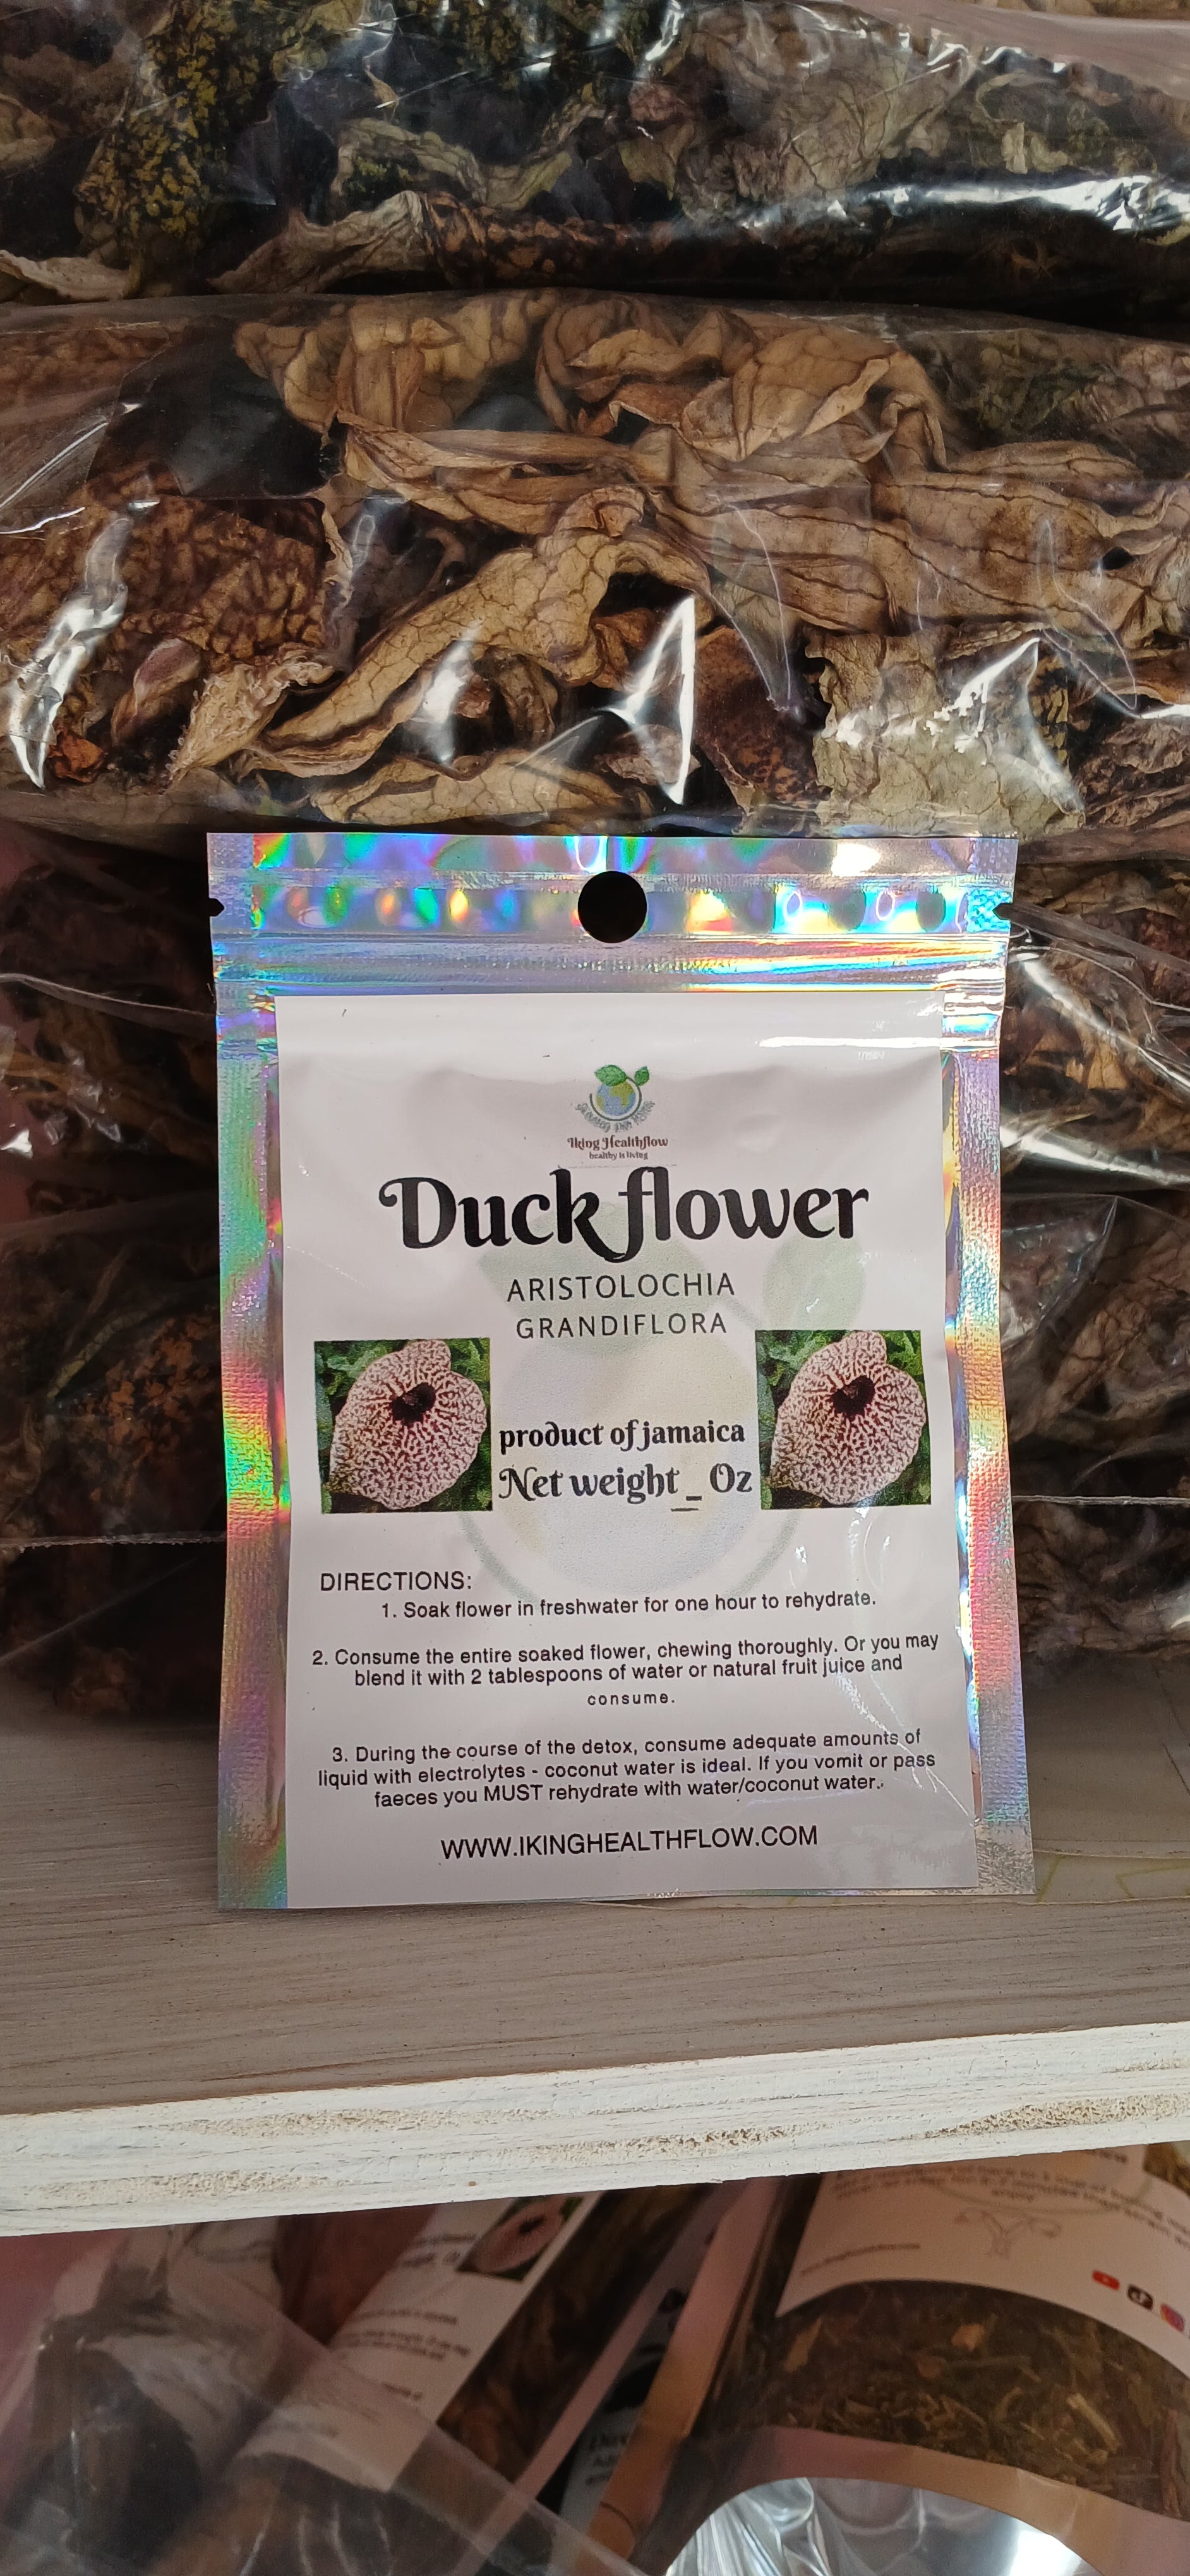 Iking Healthflow
healthy is living
Duck flower
ARISTOLOCHIA
GRANDIFLORA
product of jamaica
Net weight _ Oz
DIRECTIONS:
1. Soak flower in freshwater for one hour to rehydrate.
2. Consume the entire soaked flower, chewing thoroughly. Or you may
blend it with 2 tablespoons of water or natural fruit juice and
consume.
3. During the course of the detox, consume adequate amounts of
liquid with electrolytes - coconut water is ideal. If you vomit or pass
faeces you MUST rehydrate with water/coconut water.
WWW.IKINGHEALTHFLOW.COM